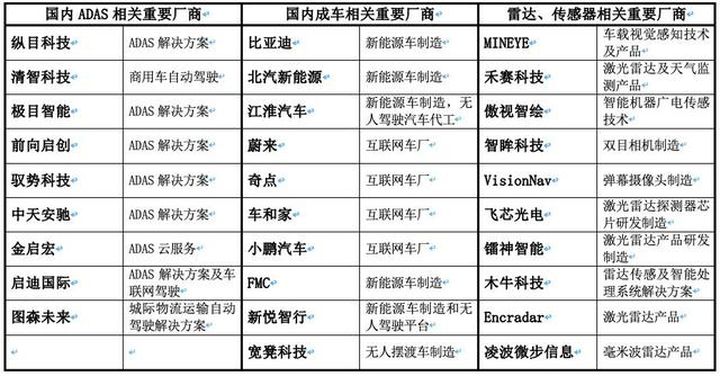 国内 ADAS 相关重要厂商 国内成车相关重要厂商 雷达、传感器相关重要厂商
纵目科技 ADAS 解决方案 比亚迪 新能源车制造 MINEYE 车载视觉感知技术及产品
清智科技 商用车自动驾驶 北汽新能源 新能源车制造 禾赛科技 激光雷达及天气监测产品
极目智能 ADAS 解决方案 江淮汽车 新能源车制造，无人驾驶汽车代工 傲视智绘 智能机器广电传感技术
前向启创 ADAS 解决方案 蔚来 互联网车厂 智眸科技 双目相机制造
驭势科技 ADAS 解决方案 奇点 互联网车厂 VisionNav 弹幕摄像头制造
中天安驰 ADAS 解决方案 车和家 互联网车厂 飞芯光电 激光雷达探测器芯片研发制造
金启宏 ADAS 云服务 小鹏汽车 互联网车厂 镭神智能 激光雷达产品研发制造
启迪国际 ADAS 解决方案及车联网驾驶 FMC 新能源车制造 木牛科技 雷达传感及智能处理系统解决方案
图森未来 城际物流运输自动驾驶解决方案 新悦智行 新能源车制造和无人驾驶平台 Encradar 激光雷达产品
宽凳科技 无人摆渡车制造 凌波微步信息 毫米波雷达产品